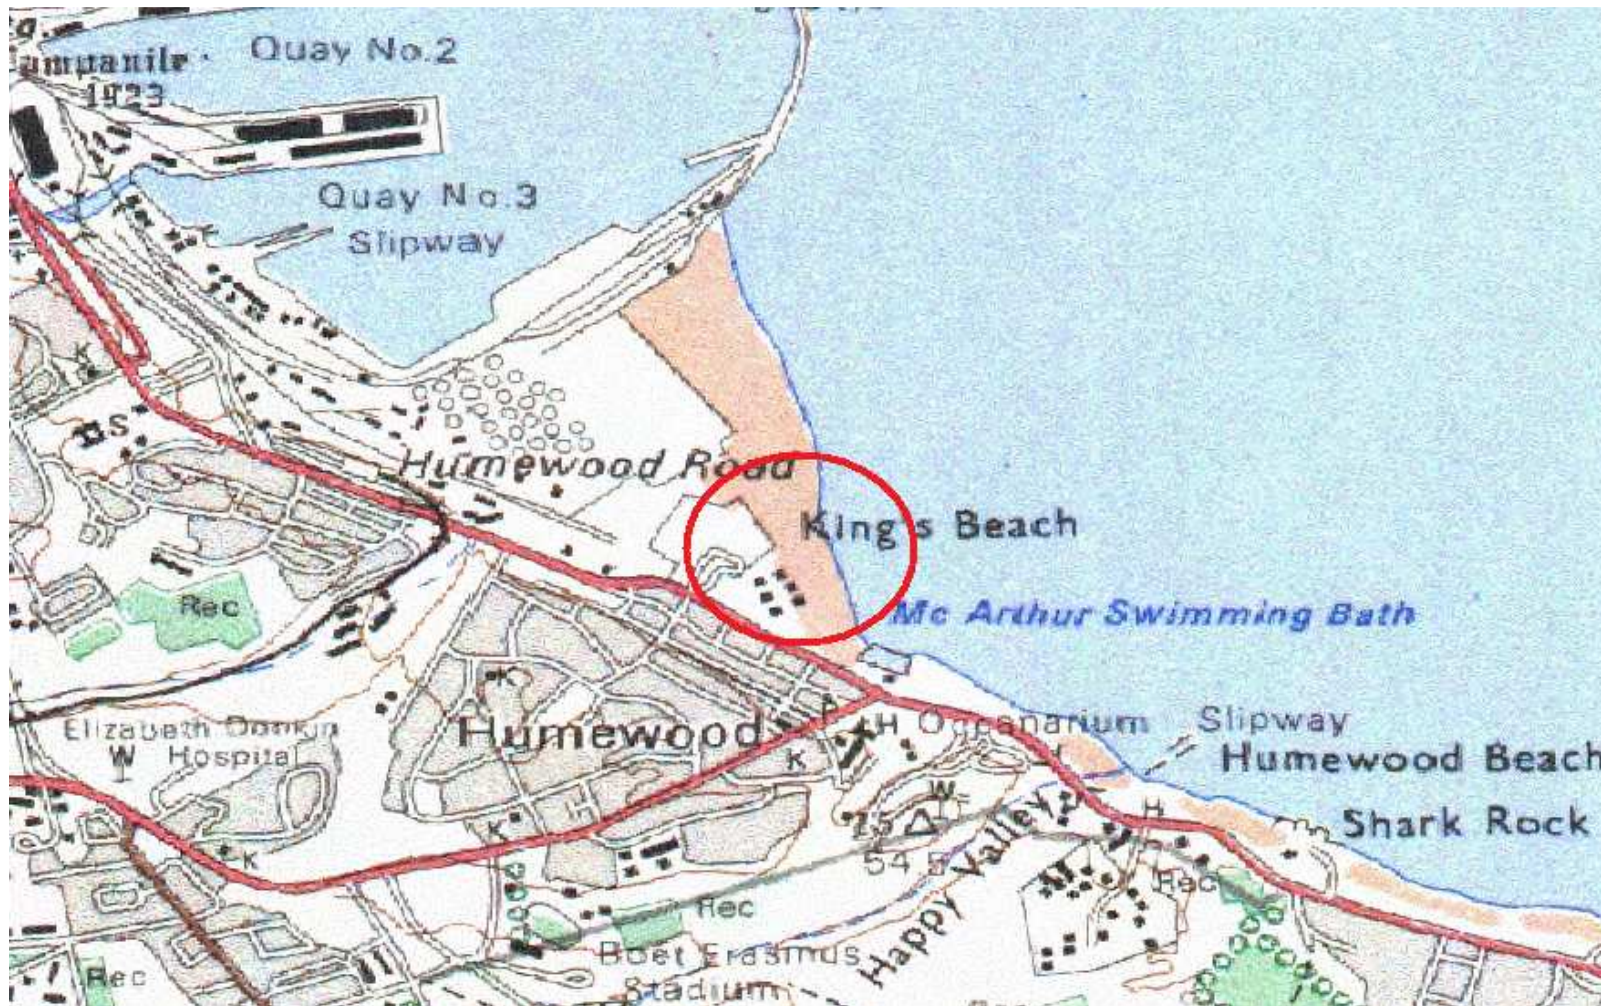 Quay No.2
1923
Quay No.3
Slipway
K
S
Humewood Road
King's Beach
Rec
Mc Arthur Swimming Bath
K
Elizabeth Donkin
Hospital
W
Humewood
H
Oceanarium
Slipway
Humewood Beach
K
W
H
Shark Rock
K
K
H
Happy Valley
Rec
Rec
Boet Erasmus
Stadium
Rec